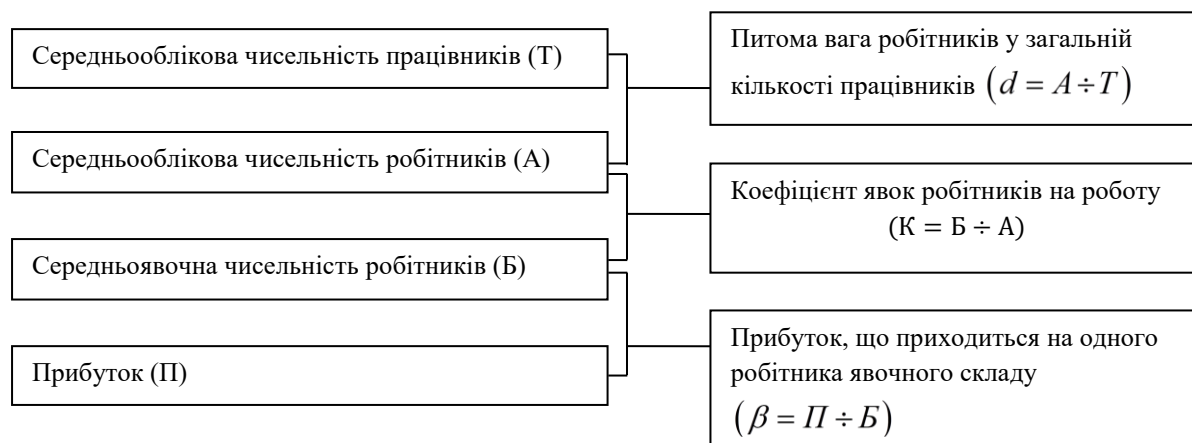 Середньооблікова чисельність працівників (Т)
Середньооблікова чисельність робітників (А)
Середньоявочна чисельність робітників (Б)
Прибуток (П)
Питома вага робітників у загальній
кількості працівників (d = A ÷ T)
Коефіцієнт явок робітників на роботу
(К = Б ÷ А)
Прибуток, що приходиться на одного
робітника явочного складу
(β = П ÷ Б)